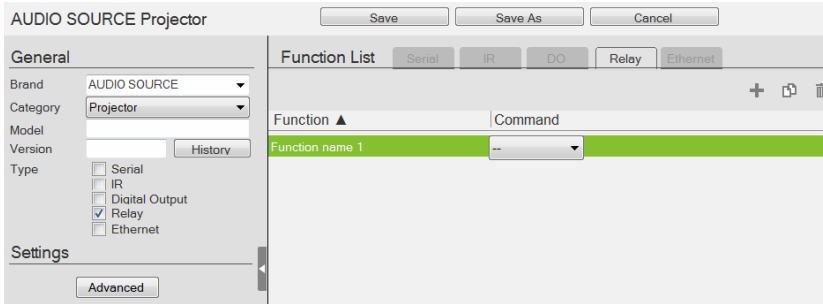 AUDIO SOURCE Projector
Save
Save As
Cancel
General
Brand
AUDIO SOURCE
Category
Projector
Model
Version
History
Type
Serial
IR
Digital Output
Relay
Ethernet
Settings
Advanced
Function List
Serial
IR
DO
Relay
Ethernet
Function ▲
Command
Function name 1
--